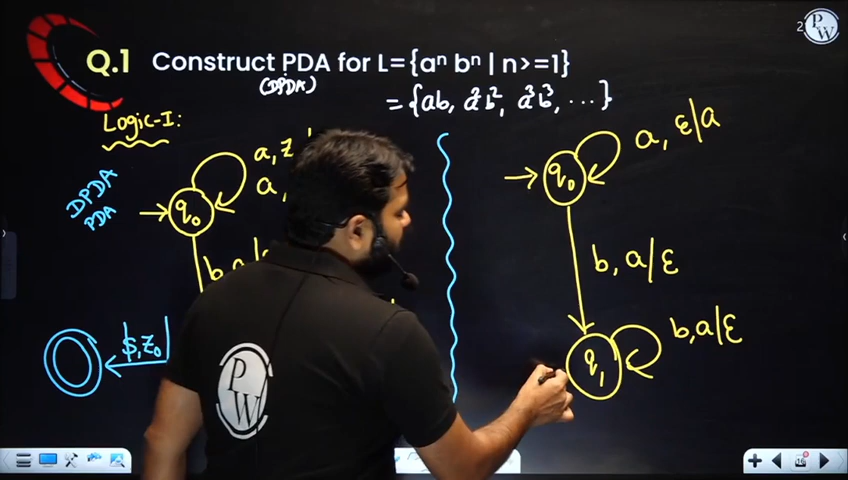 Q.1 Construct PDA for L={aⁿ bⁿ | n>=1}
(DPDA)
= {ab, a²b², a³b³, ...}
Logic-I:
DPDA
PDA
a, z
a,
q₀
$, z₀
a, ε/a
q₀
b, a/ε
b, a/ε
q₁
PW
PW